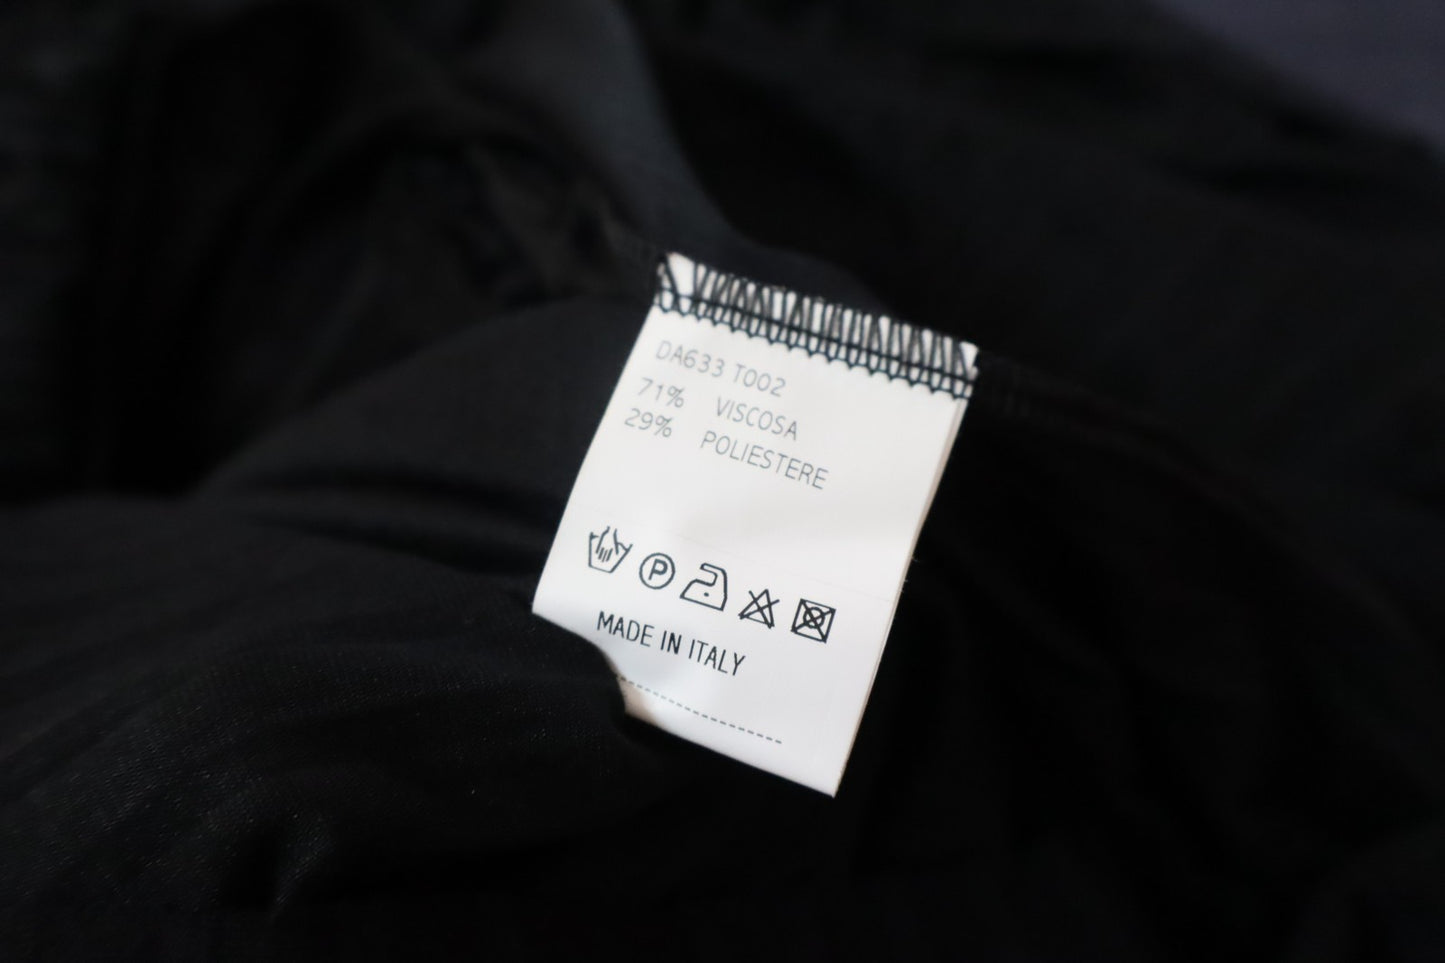 DA633 T002
71% VISCOSA
29% POLIESTERE
P
MADE IN ITALY